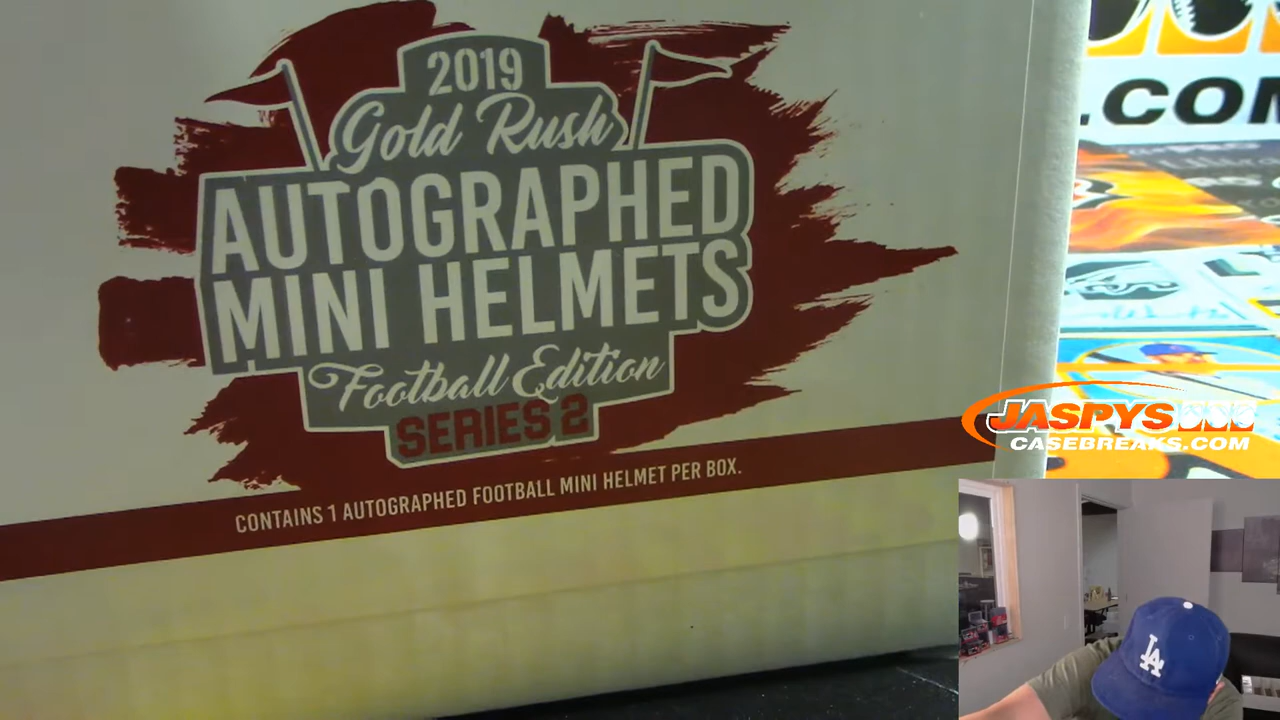 2019
Gold Rush
AUTOGRAPHED
MINI HELMETS
Football Edition
SERIES 2
CONTAINS 1 AUTOGRAPHED FOOTBALL MINI HELMET PER BOX.
.COM
JASPYS
CASEBREAKS.COM
LA